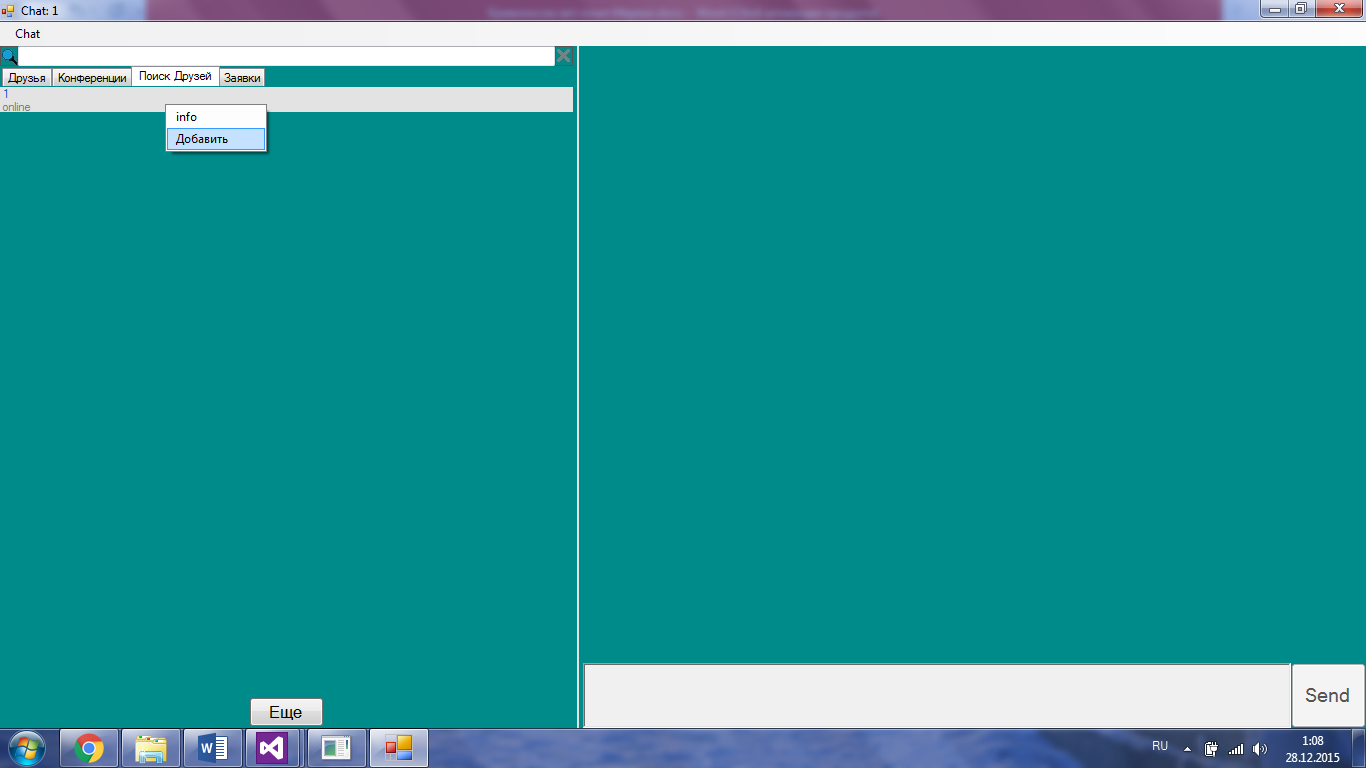 Chat: 1
Chat
Друзья Конференции Поиск Друзей Заявки
1
online
info
Добавить
Send
Еще
RU
1:08
28.12.2015